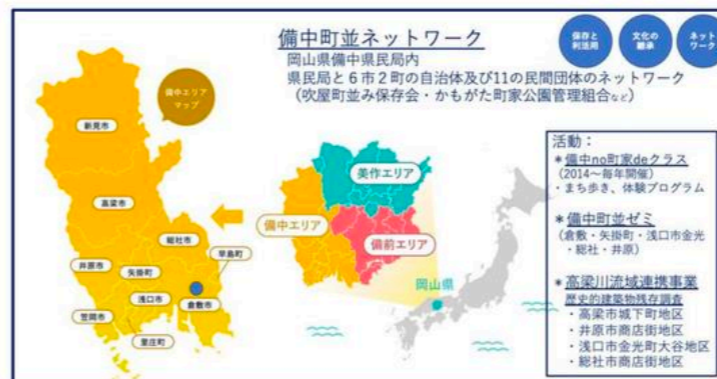 備中町並ネットワーク
岡山県備中県民局内
県民局と6市2町の自治体及び11の民間団体のネットワーク
（吹屋町並み保存会・かもがた町家公園管理組合など）
保存と
利活用
文化の
継承
ネット
ワーク
備中エリア
マップ
新見市
高梁市
総社市
早島町
井原市
矢掛町
浅口市
倉敷市
笠岡市
里庄町
美作エリア
備中エリア
備前エリア
岡山県
活動：
＊備中no町家deクラス
（2014～毎年開催）
・まち歩き、体験プログラム
＊備中町並ゼミ
（倉敷・矢掛町・浅口市金光
・総社・井原）
＊高梁川流域連携事業
歴史的建築物残存調査
・高梁市城下町地区
・井原市商店街地区
・浅口市金光町大谷地区
・総社市商店街地区